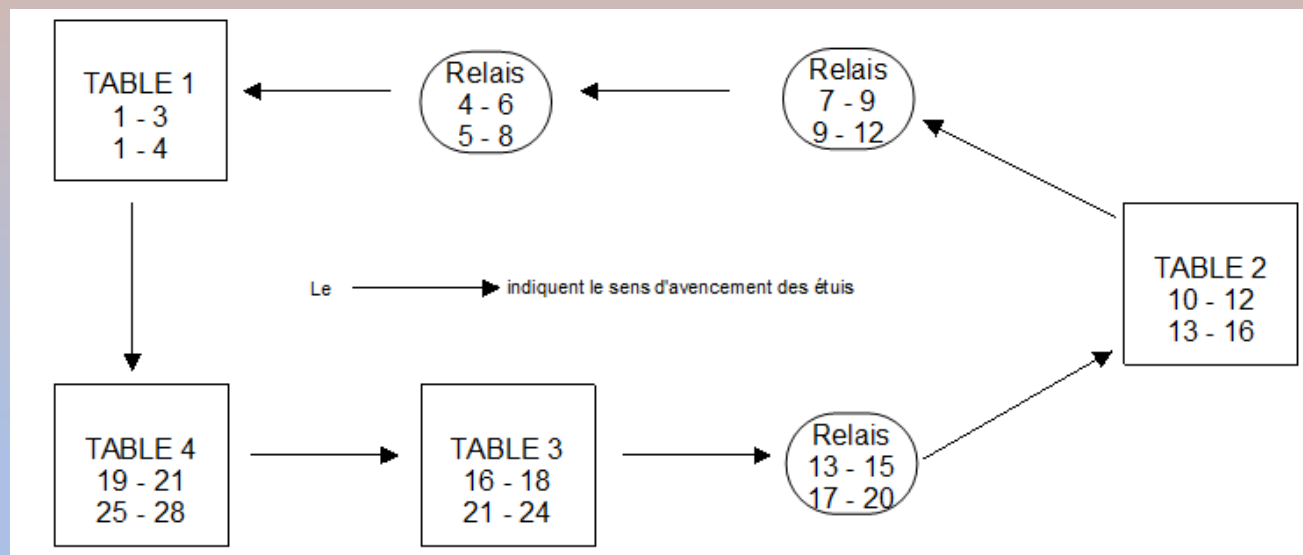 TABLE 1
1 - 3
1 - 4
Relais
4 - 6
5 - 8
Relais
7 - 9
9 - 12
TABLE 2
10 - 12
13 - 16
Le indiquent le sens d'avencement des étuis
TABLE 4
19 - 21
25 - 28
TABLE 3
16 - 18
21 - 24
Relais
13 - 15
17 - 20